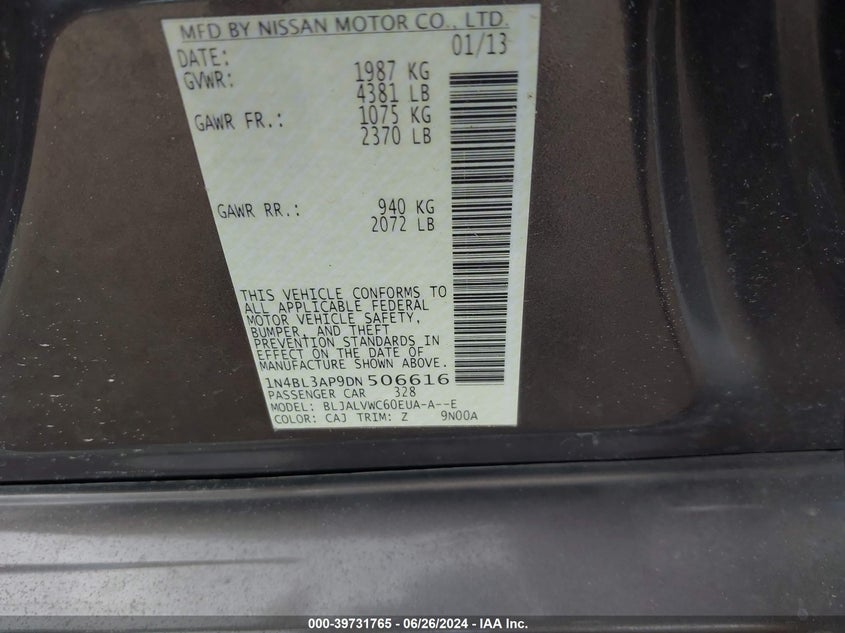 MFD BY NISSAN MOTOR CO., LTD.
DATE: 01/13
GVWR: 1987 KG
4381 LB
GAWR FR.: 1075 KG
2370 LB
GAWR RR.: 940 KG
2072 LB
THIS VEHICLE CONFORMS TO
ALL APPLICABLE FEDERAL
MOTOR VEHICLE SAFETY,
BUMPER, AND THEFT
PREVENTION STANDARDS IN
EFFECT ON THE DATE OF
MANUFACTURE SHOWN ABOVE.
1N4BL3AP9DN506616
PASSENGER CAR 328
MODEL: BLJALVWC60EUA-A--E
COLOR: CAJ TRIM: Z 9N00A
000-39731765 - 06/26/2024 - IAA Inc.